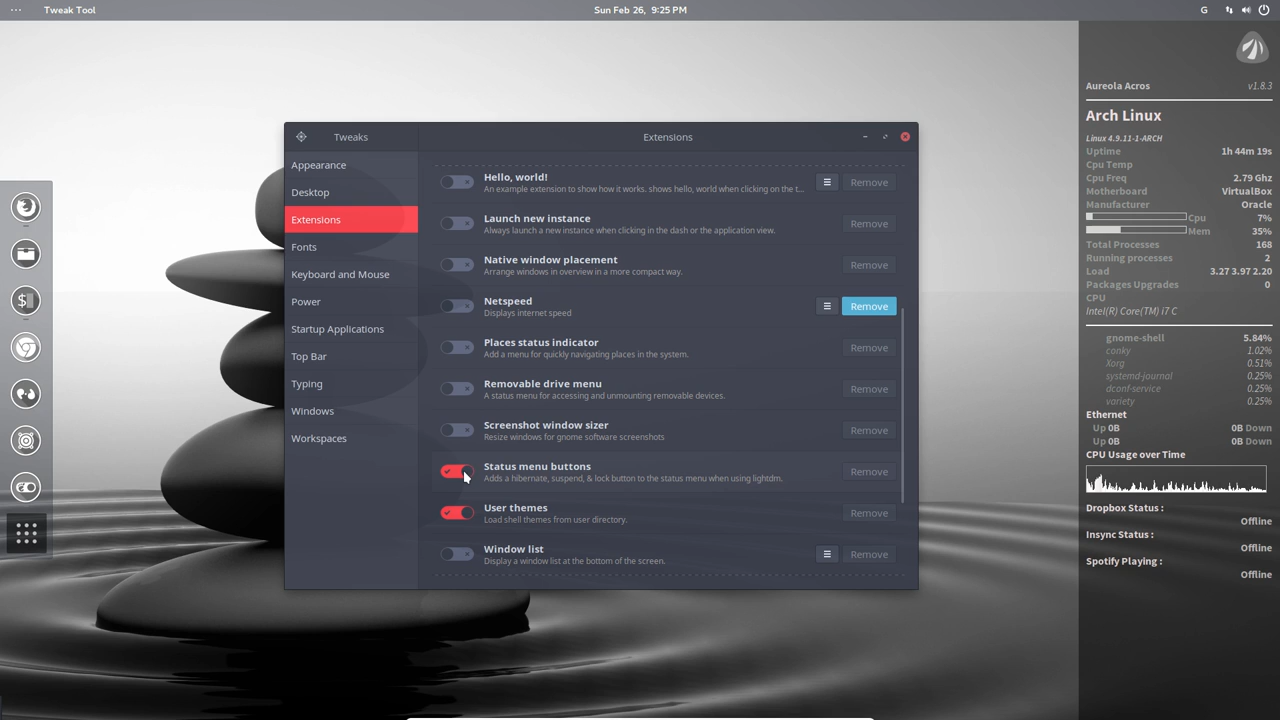 Tweak Tool
Sun Feb 26, 9:25 PM
G
Tweaks
Extensions
Appearance
Desktop
Extensions
Fonts
Keyboard and Mouse
Power
Startup Applications
Top Bar
Typing
Windows
Workspaces
Hello, world!
An example extension to show how it works. shows hello, world when clicking on the t...
Remove
Launch new instance
Always launch a new instance when clicking in the dash or the application view.
Remove
Native window placement
Arrange windows in overview in a more compact way.
Remove
Netspeed
Displays internet speed
Remove
Places status indicator
Add a menu for quickly navigating places in the system.
Remove
Removable drive menu
A status menu for accessing and unmounting removable devices.
Remove
Screenshot window sizer
Resize windows for gnome software screenshots
Remove
Status menu buttons
Adds a hibernate, suspend, & lock button to the status menu when using lightdm.
Remove
User themes
Load shell themes from user directory.
Remove
Window list
Display a window list at the bottom of the screen.
Remove
Aureola Acros v1.8.3
Arch Linux
Linux 4.9.11-1-ARCH
Uptime 1h 44m 19s
Cpu Temp
Cpu Freq 2.79 Ghz
Motherboard VirtualBox
Manufacturer Oracle
Cpu 7%
Mem 35%
Total Processes 168
Running processes 2
Load 3.27 3.97 2.20
Packages Upgrades 0
CPU
Intel(R) Core(TM) i7 C
gnome-shell 5.84%
conky 1.02%
Xorg 0.51%
systemd-journal 0.25%
dconf-service 0.25%
variety 0.25%
Ethernet
Up 0B 0B Down
Up 0B 0B Down
CPU Usage over Time
Dropbox Status :
Offline
Insync Status :
Offline
Spotify Playing :
Offline